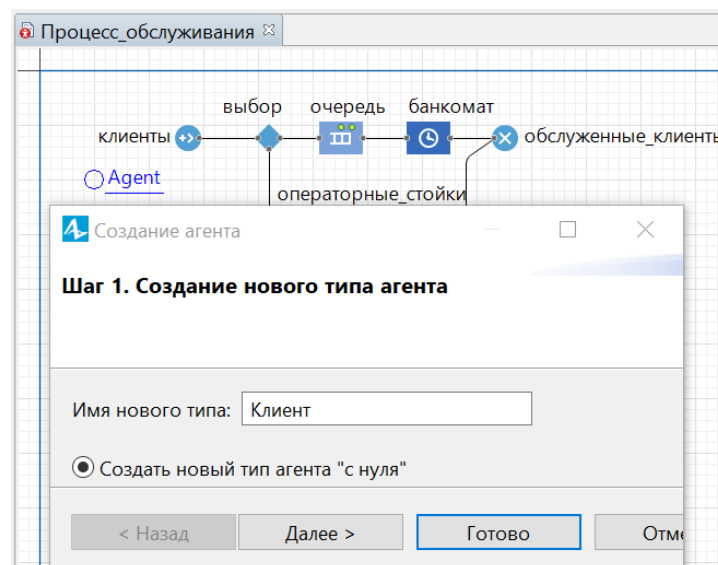 Процесс_обслуживания
выбор очередь банкомат
клиенты обслуженные_клиенты
Agent
операторные_стойки
Создание агента
Шаг 1. Создание нового типа агента
Имя нового типа: Клиент
Создать новый тип агента "с нуля"
< Назад Далее > Готово Отме